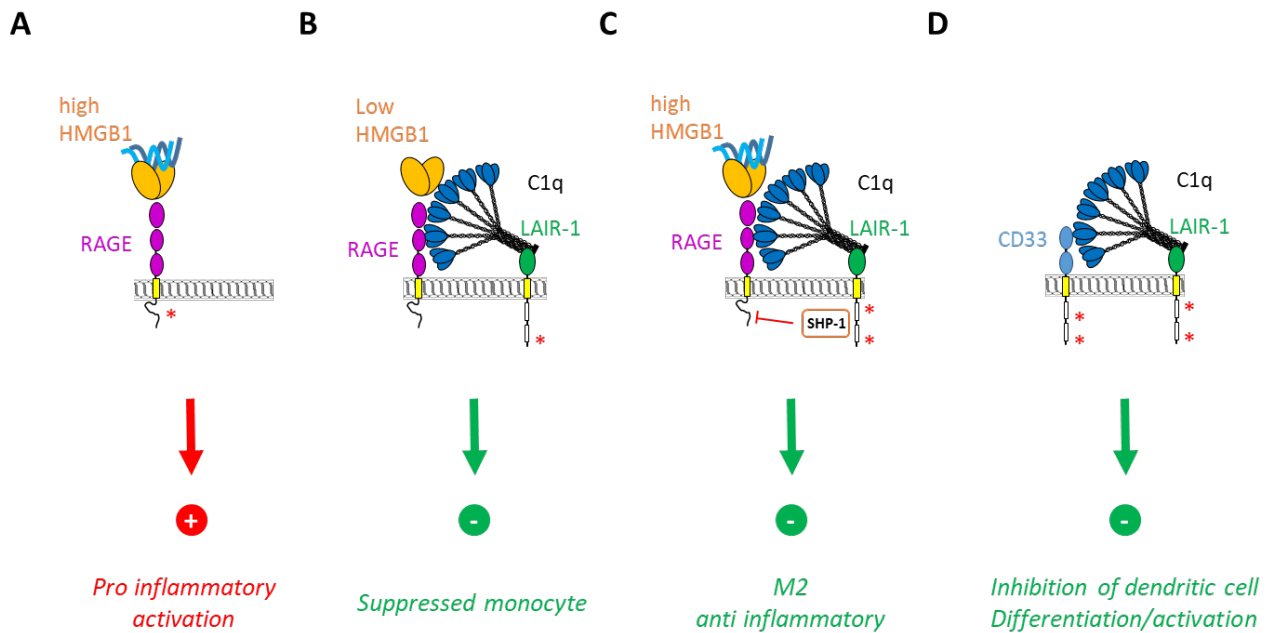 A
high
HMGB1
RAGE
*
+
Pro inflammatory
activation
B
Low
HMGB1
C1q
LAIR-1
RAGE
*
-
Suppressed monocyte
C
high
HMGB1
C1q
LAIR-1
RAGE
SHP-1
*
*
-
M2
anti inflammatory
D
C1q
LAIR-1
CD33
*
*
*
*
-
Inhibition of dendritic cell
Differentiation/activation